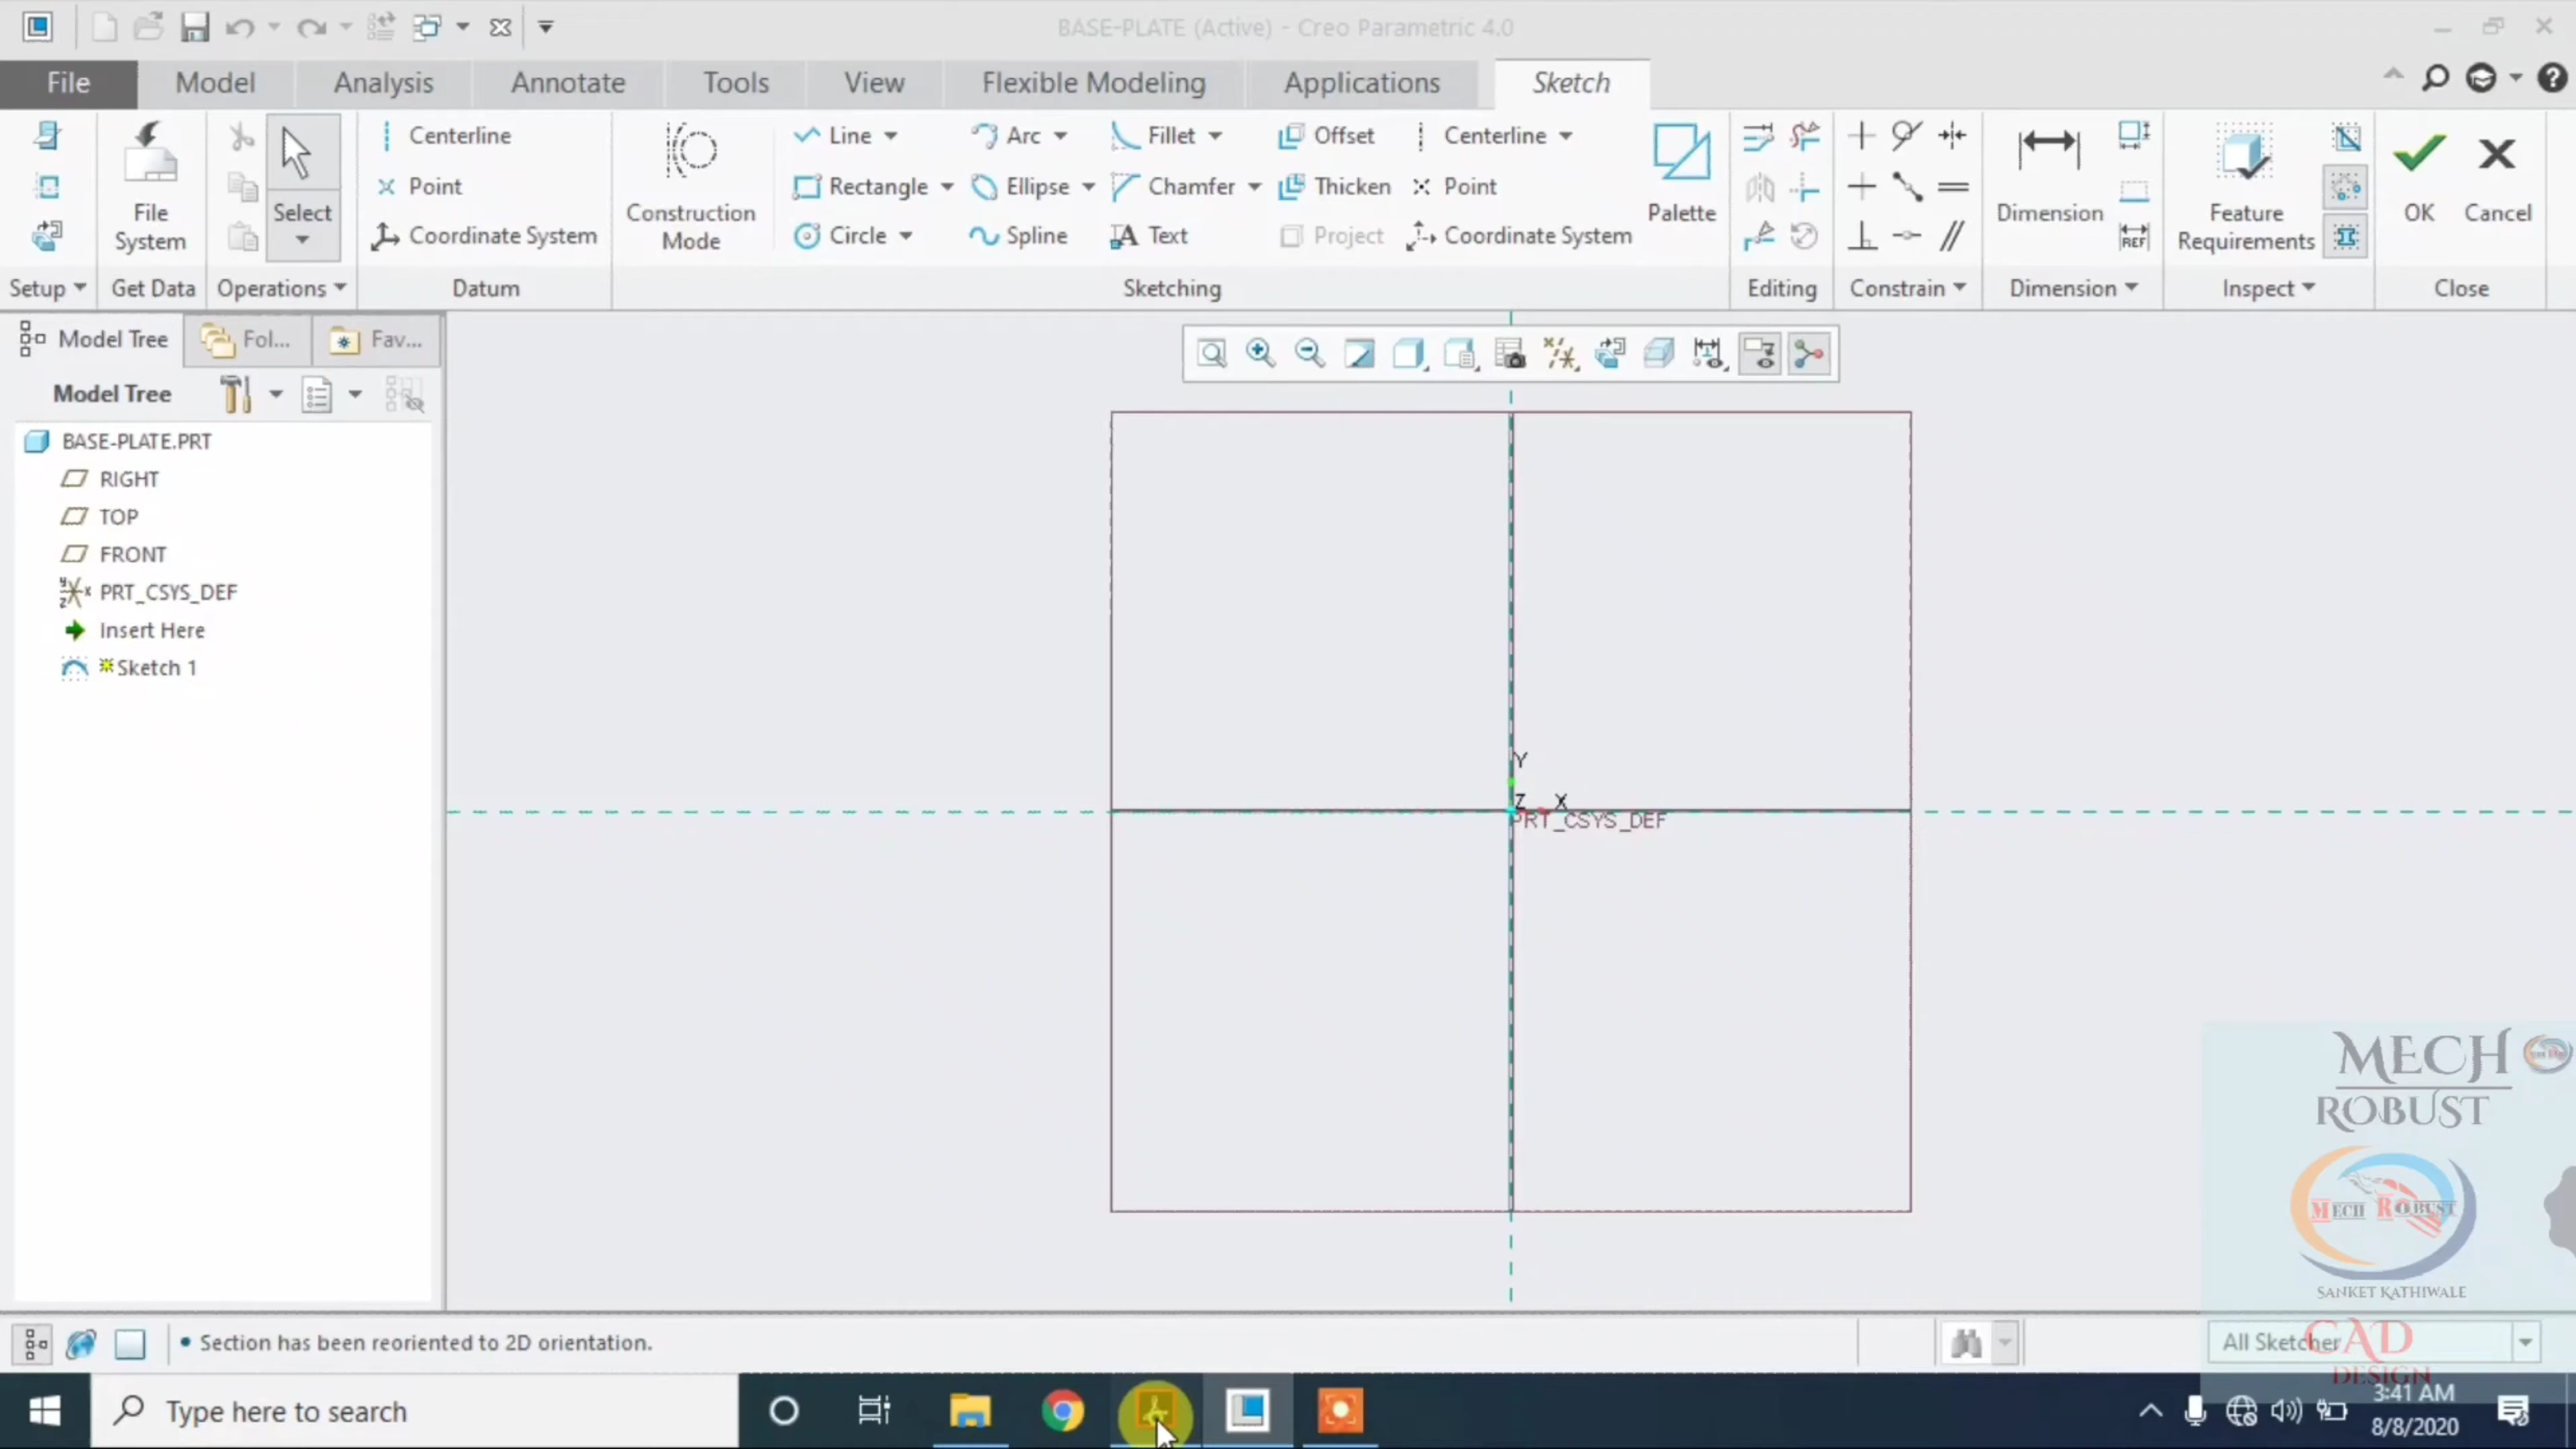 BASE-PLATE (Active) - Creo Parametric 4.0
File Model Analysis Annotate Tools View Flexible Modeling Applications Sketch
Centerline Line Arc Fillet Offset Centerline
Point Rectangle Ellipse Chamfer Thicken Point
File System Select Coordinate System Construction Mode Circle Spline Text Project Coordinate System Palette Dimension REF Feature Requirements OK Cancel
Setup Get Data Operations Datum Sketching Editing Constrain Dimension Inspect Close
Model Tree Fol... Fav...
Model Tree
BASE-PLATE.PRT
RIGHT
TOP
FRONT
PRT_CSYS_DEF
Insert Here
Sketch 1
Y
Z X
PRT_CSYS_DEF
MECH
ROBUST
MECH ROBUST
SANKET KATHIWALE
CAD
DESIGN
Section has been reoriented to 2D orientation.
All Sketcher
Type here to search
3:41 AM
8/8/2020